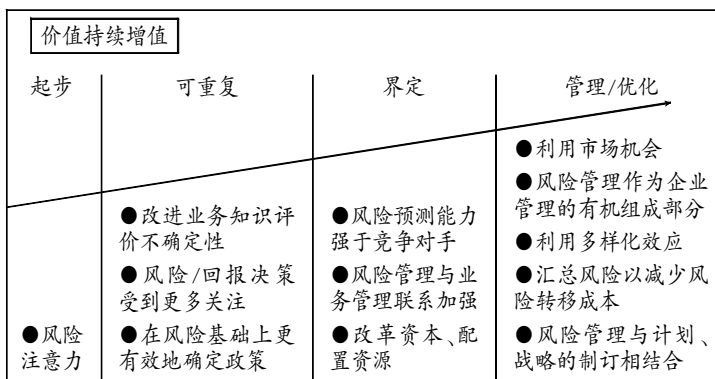 价值持续增值
起步
可重复
界定
管理/优化
●风险
注意力
●改进业务知识评
价不确定性
●风险/回报决策
受到更多关注
●在风险基础上更
有效地确定政策
●风险预测能力
强于竞争对手
●风险管理与业
务管理联系加强
●改革资本、配
置资源
●利用市场机会
●风险管理作为企业
管理的有机组成部分
●利用多样化效应
●汇总风险以减少风
险转移成本
●风险管理与计划、
战略的制订相结合